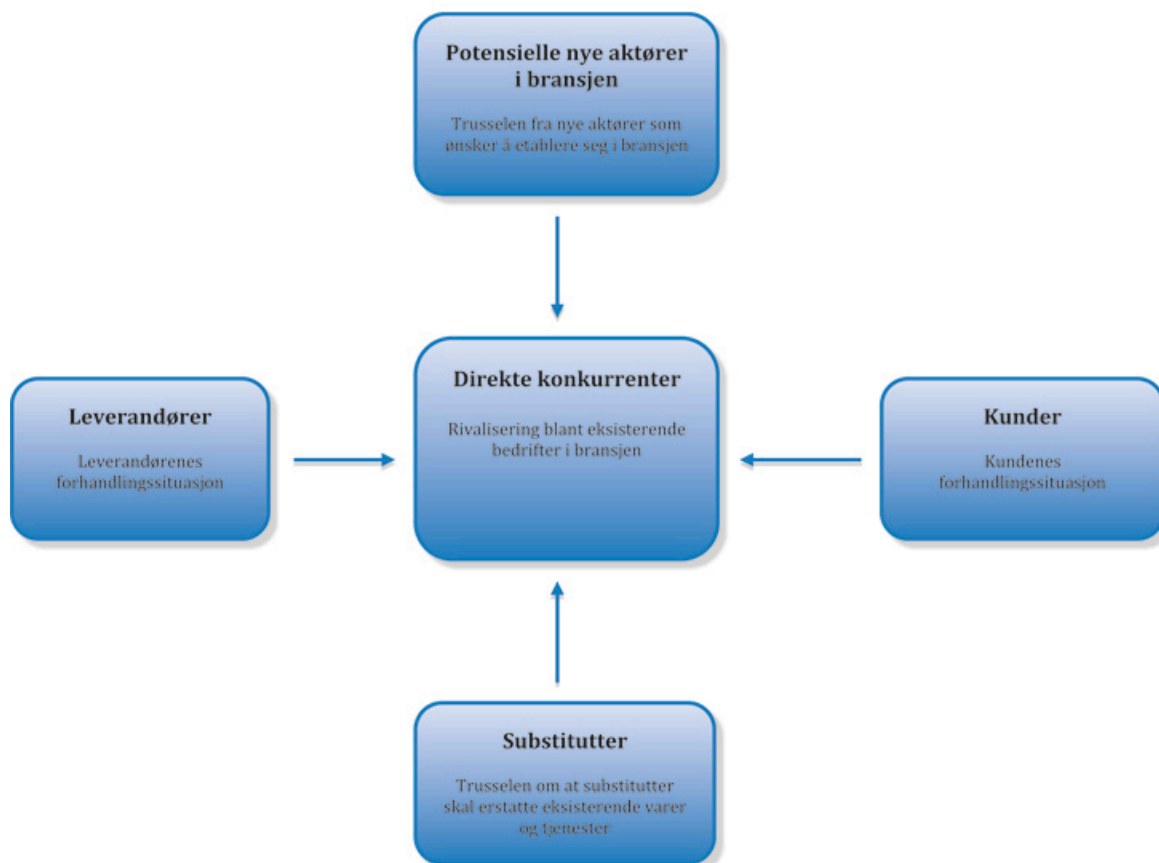 Potensielle nye aktører
i bransjen
Trusselen fra nye aktører som
ønsker å etablere seg i bransjen
Leverandører
Leverandørenes
forhandlingssituasjon
Direkte konkurrenter
Rivalisering blant eksisterende
bedrifter i bransjen
Kunder
Kundenes
forhandlingssituasjon
Substitutter
Trusselen om at substitutter
skal erstatte eksisterende varer
og tjenester